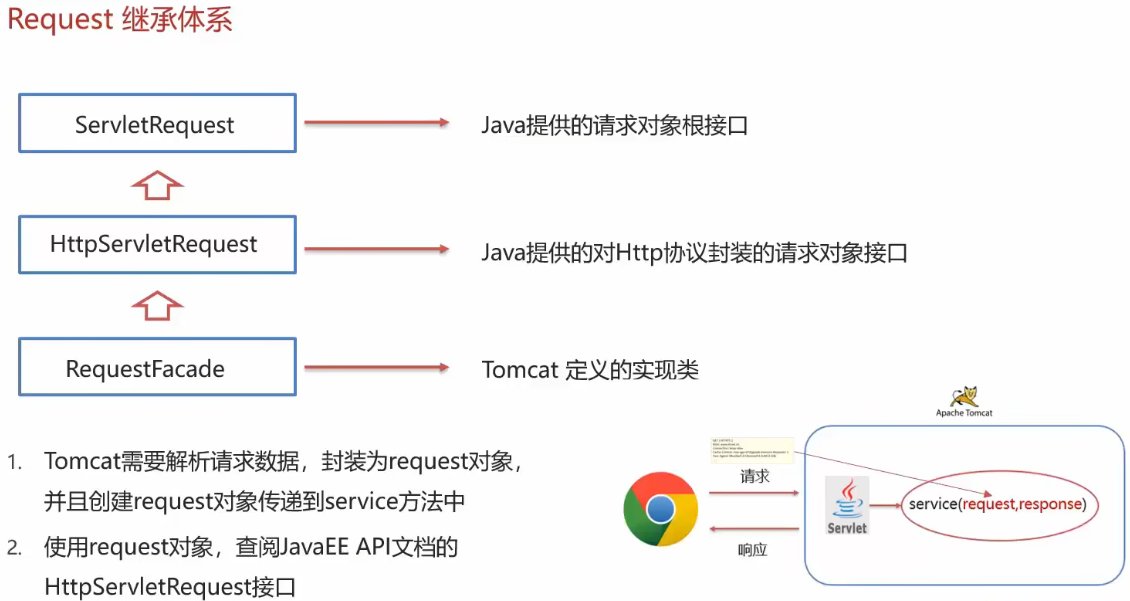 Request 继承体系
ServletRequest
Java提供的请求对象根接口
HttpServletRequest
Java提供的对Http协议封装的请求对象接口
RequestFacade
Tomcat 定义的实现类
1. Tomcat需要解析请求数据，封装为request对象，
并且创建request对象传递到service方法中
2. 使用request对象，查阅JavaEE API文档的
HttpServletRequest接口
Apache Tomcat
请求
响应
Servlet
service(request,response)